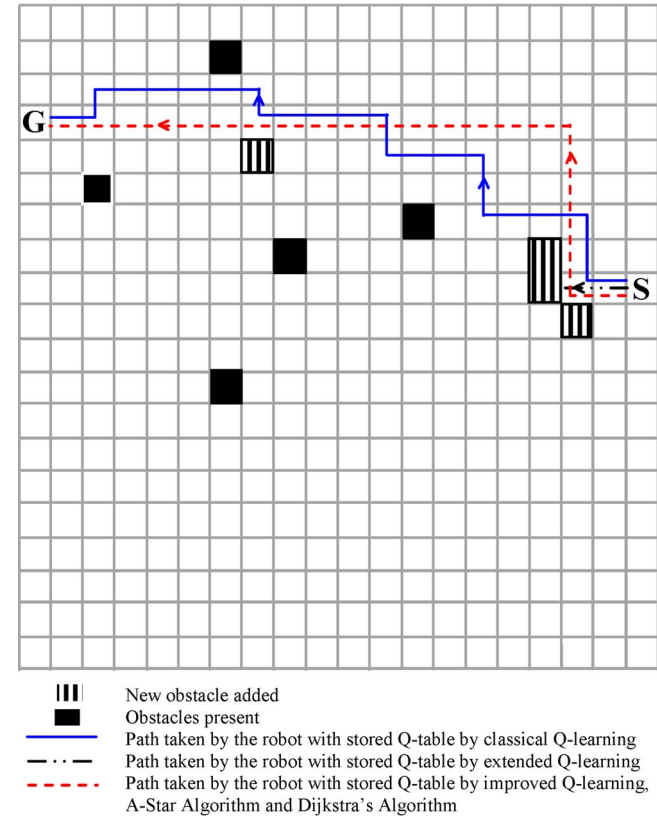 G
S
New obstacle added
Obstacles present
Path taken by the robot with stored Q-table by classical Q-learning
Path taken by the robot with stored Q-table by extended Q-learning
Path taken by the robot with stored Q-table by improved Q-learning,
A-Star Algorithm and Dijkstra's Algorithm